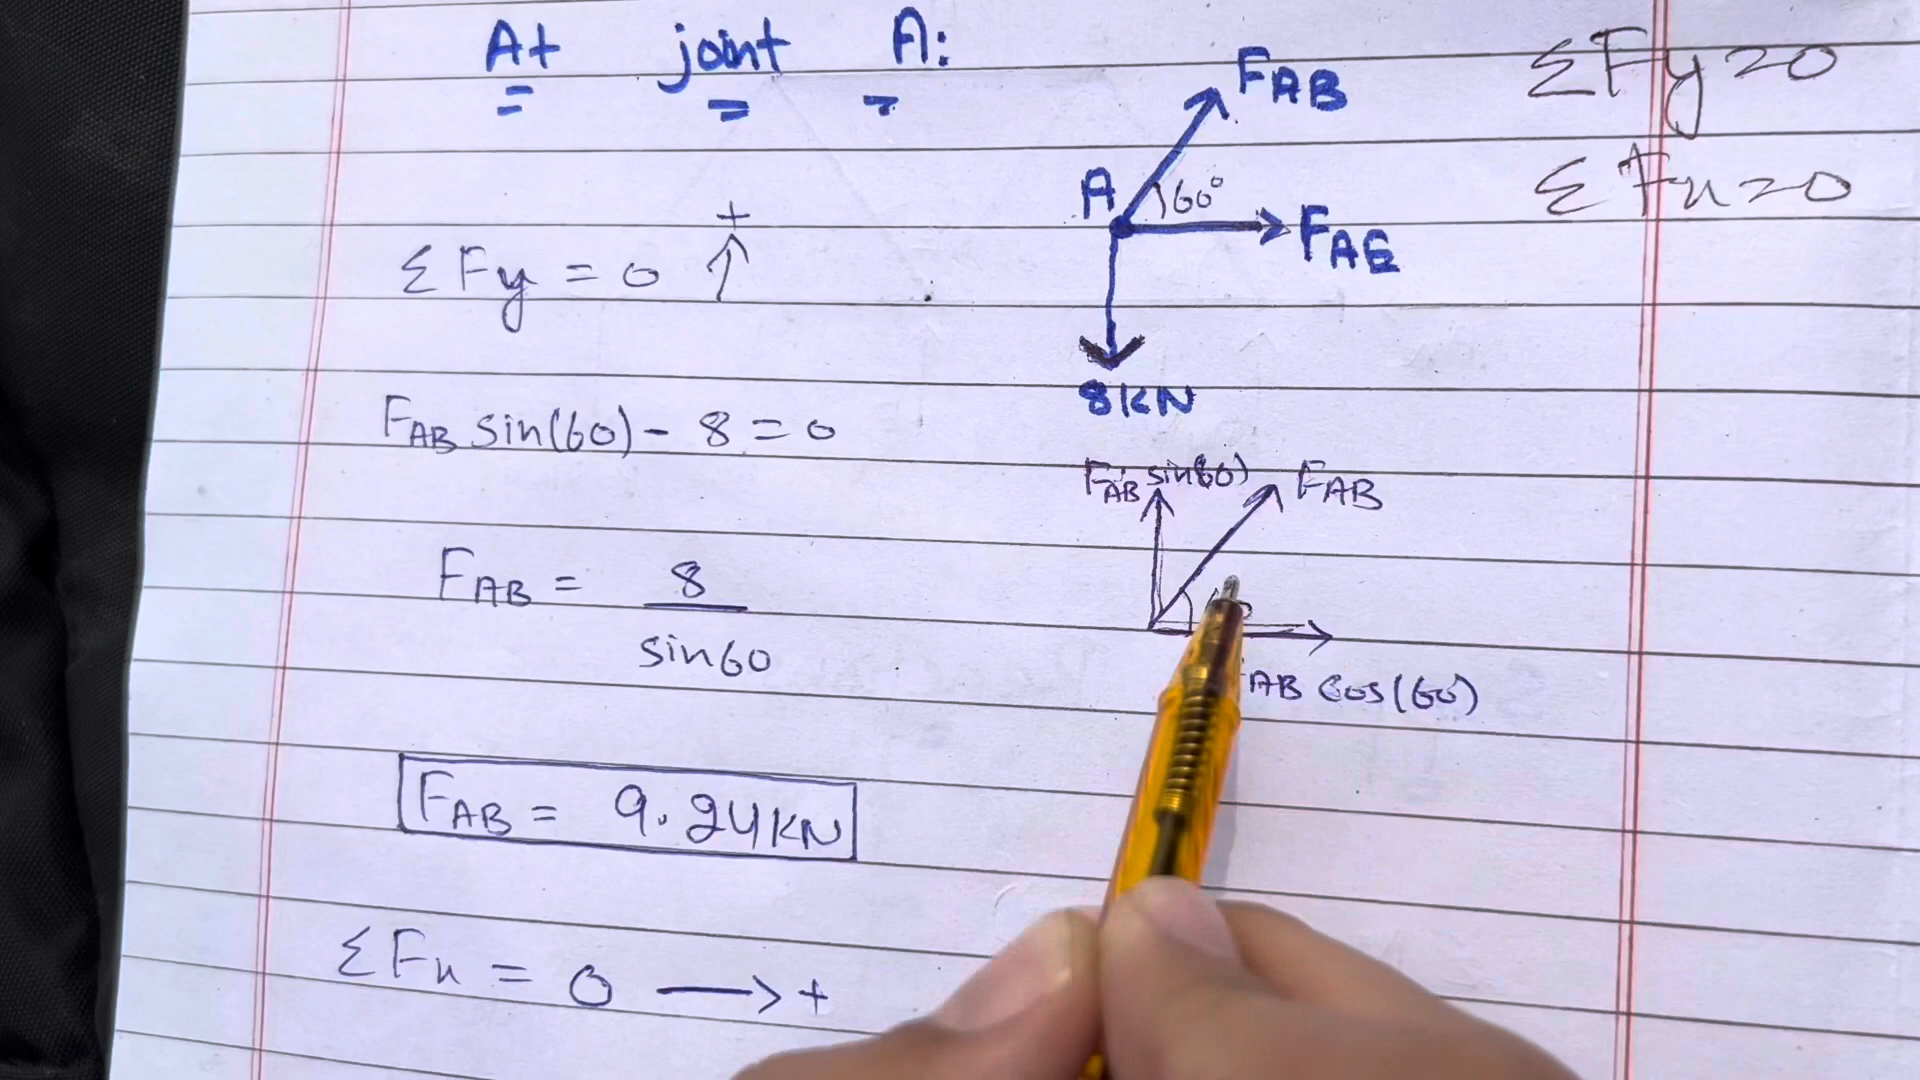 At joint A:
FAB
A 60°
FAE
8KN
ΣFy=0
ΣFx=0
ΣFy = 0 ↑+
FAB sin(60) - 8 = 0
FAB = 8
sin60
FAB = 9.24KN
ΣFx = 0 → +
FAB sin(60) FAB
AB cos(60)